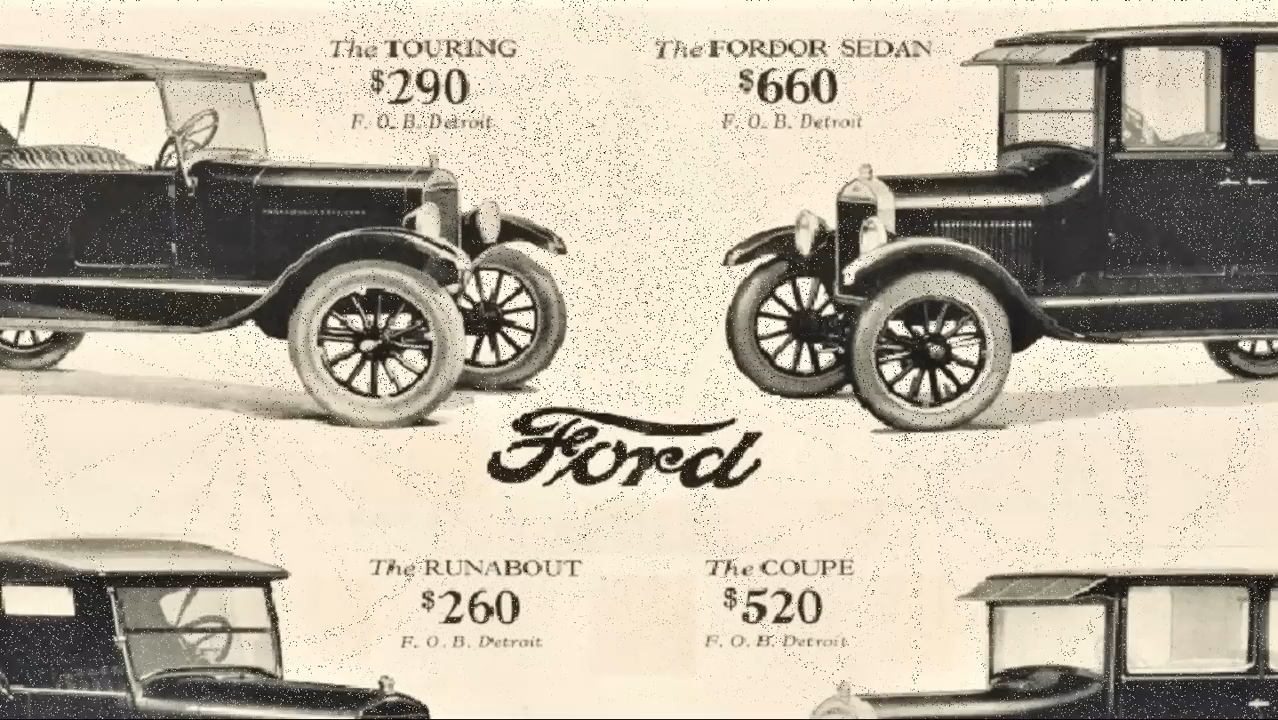 The TOURING
$290
F. O. B. Detroit
The FORDOR SEDAN
$660
F. O. B. Detroit
Ford
The RUNABOUT
$260
F. O. B. Detroit
The COUPE
$520
F. O. B. Detroit